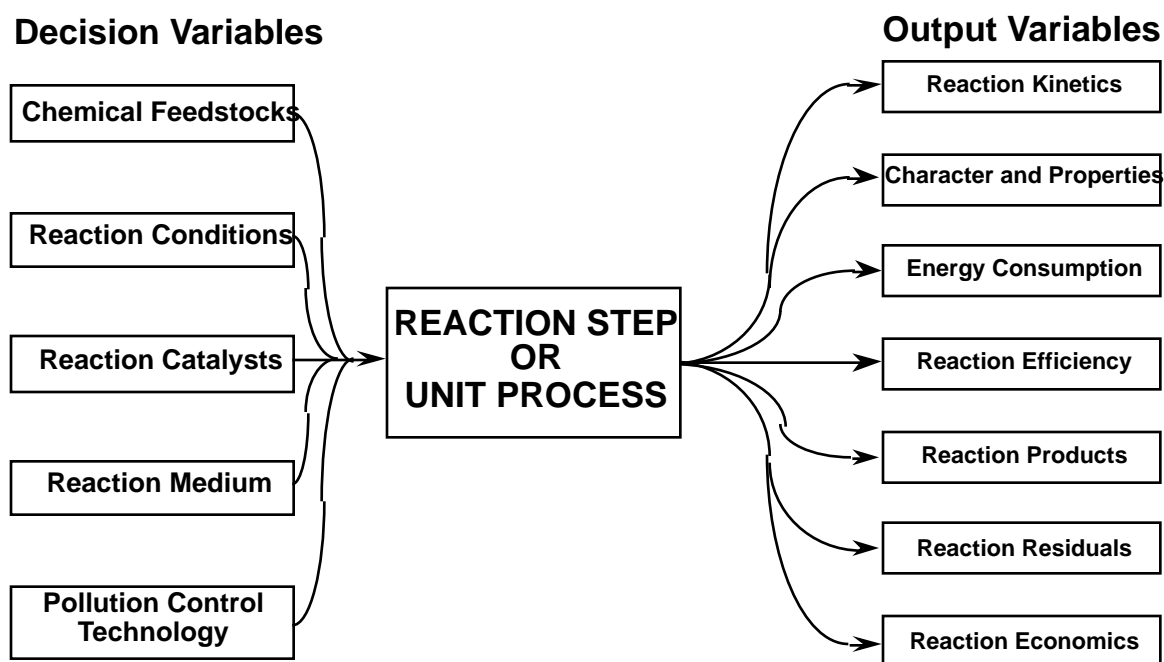 Decision Variables
Chemical Feedstocks
Reaction Conditions
Reaction Catalysts
Reaction Medium
Pollution Control
Technology
REACTION STEP
OR
UNIT PROCESS
Output Variables
Reaction Kinetics
Character and Properties
Energy Consumption
Reaction Efficiency
Reaction Products
Reaction Residuals
Reaction Economics